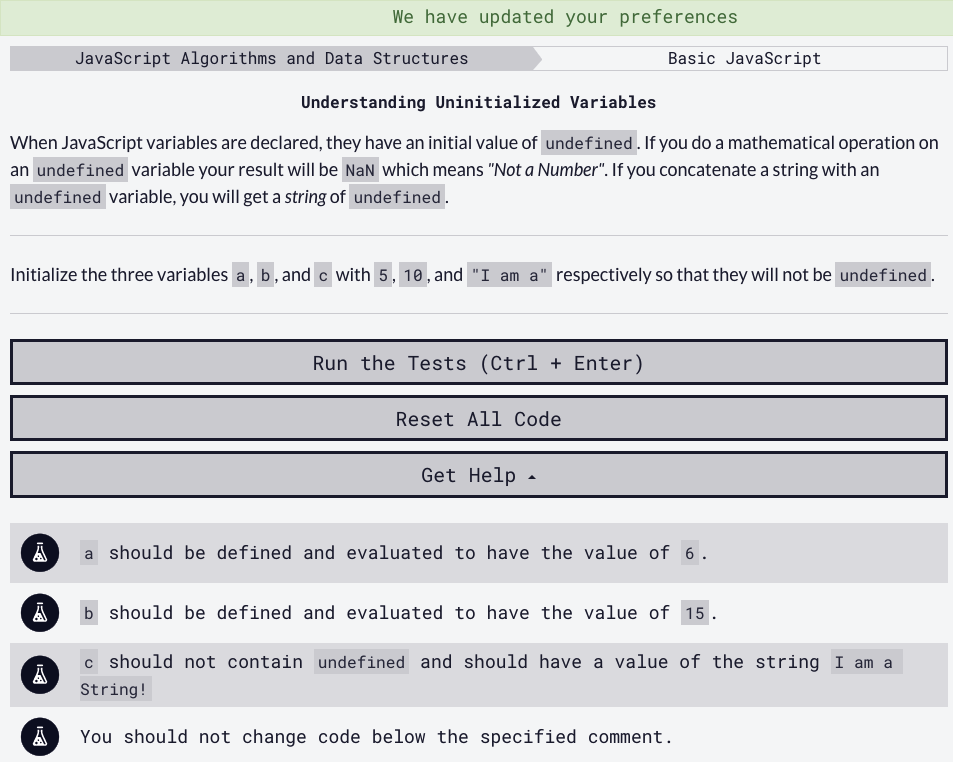 We have updated your preferences
JavaScript Algorithms and Data Structures
Basic JavaScript
Understanding Uninitialized Variables
When JavaScript variables are declared, they have an initial value of undefined. If you do a mathematical operation on
an undefined variable your result will be NaN which means "Not a Number". If you concatenate a string with an
undefined variable, you will get a string of undefined.
Initialize the three variables a, b, and c with 5, 10, and "I am a" respectively so that they will not be undefined.
Run the Tests (Ctrl + Enter)
Reset All Code
Get Help
a should be defined and evaluated to have the value of 6.
b should be defined and evaluated to have the value of 15.
c should not contain undefined and should have a value of the string I am a
String!
You should not change code below the specified comment.